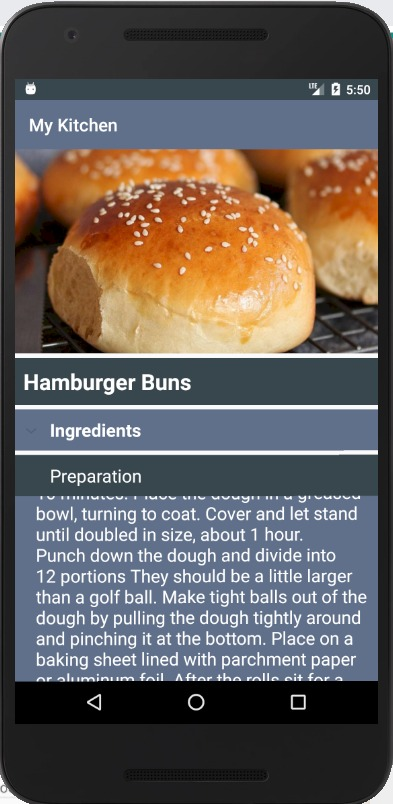 LTE 5:50
My Kitchen
Hamburger Buns
Ingredients
Preparation
10 minutes. Place the dough in a greased
bowl, turning to coat. Cover and let stand
until doubled in size, about 1 hour.
Punch down the dough and divide into
12 portions They should be a little larger
than a golf ball. Make tight balls out of the
dough by pulling the dough tightly around
and pinching it at the bottom. Place on a
baking sheet lined with parchment paper
or aluminum foil. After the rolls sit for a